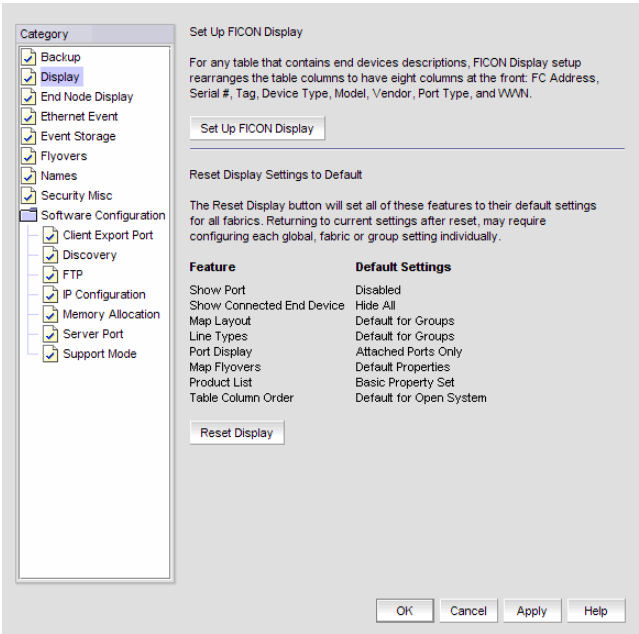 Category
Backup
Display
End Node Display
Ethernet Event
Event Storage
Flyovers
Names
Security Misc
Software Configuration
Client Export Port
Discovery
FTP
IP Configuration
Memory Allocation
Server Port
Support Mode
Set Up FICON Display
For any table that contains end devices descriptions, FICON Display setup
rearranges the table columns to have eight columns at the front: FC Address,
Serial #, Tag, Device Type, Model, Vendor, Port Type, and WWN.
Set Up FICON Display
Reset Display Settings to Default
The Reset Display button will set all of these features to their default settings
for all fabrics. Returning to current settings after reset, may require
configuring each global, fabric or group setting individually.
Feature Default Settings
Show Port Disabled
Show Connected End Device Hide All
Map Layout Default for Groups
Line Types Default for Groups
Port Display Attached Ports Only
Map Flyovers Default Properties
Product List Basic Property Set
Table Column Order Default for Open System
Reset Display
OK Cancel Apply Help